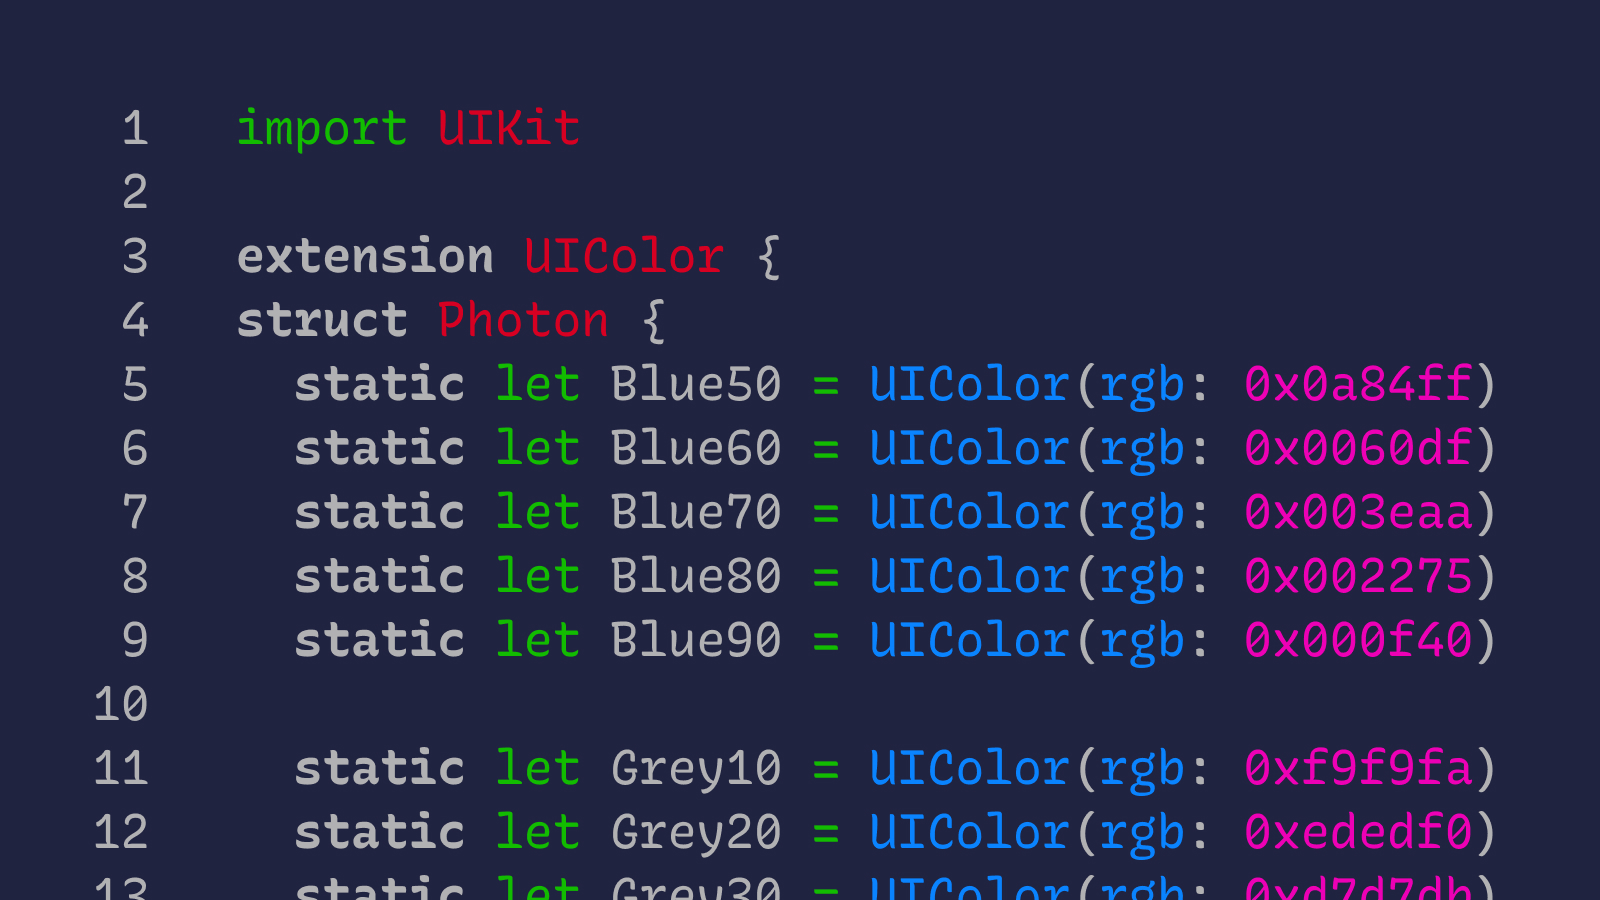 1 import UIKit
2
3 extension UIColor {
4 struct Photon {
5 static let Blue50 = UIColor(rgb: 0x0a84ff)
6 static let Blue60 = UIColor(rgb: 0x0060df)
7 static let Blue70 = UIColor(rgb: 0x003eaa)
8 static let Blue80 = UIColor(rgb: 0x002275)
9 static let Blue90 = UIColor(rgb: 0x000f40)
10
11 static let Grey10 = UIColor(rgb: 0xf9f9fa)
12 static let Grey20 = UIColor(rgb: 0xededf0)
13 static let Grey30 = UIColor(rgb: 0xd7d7db)